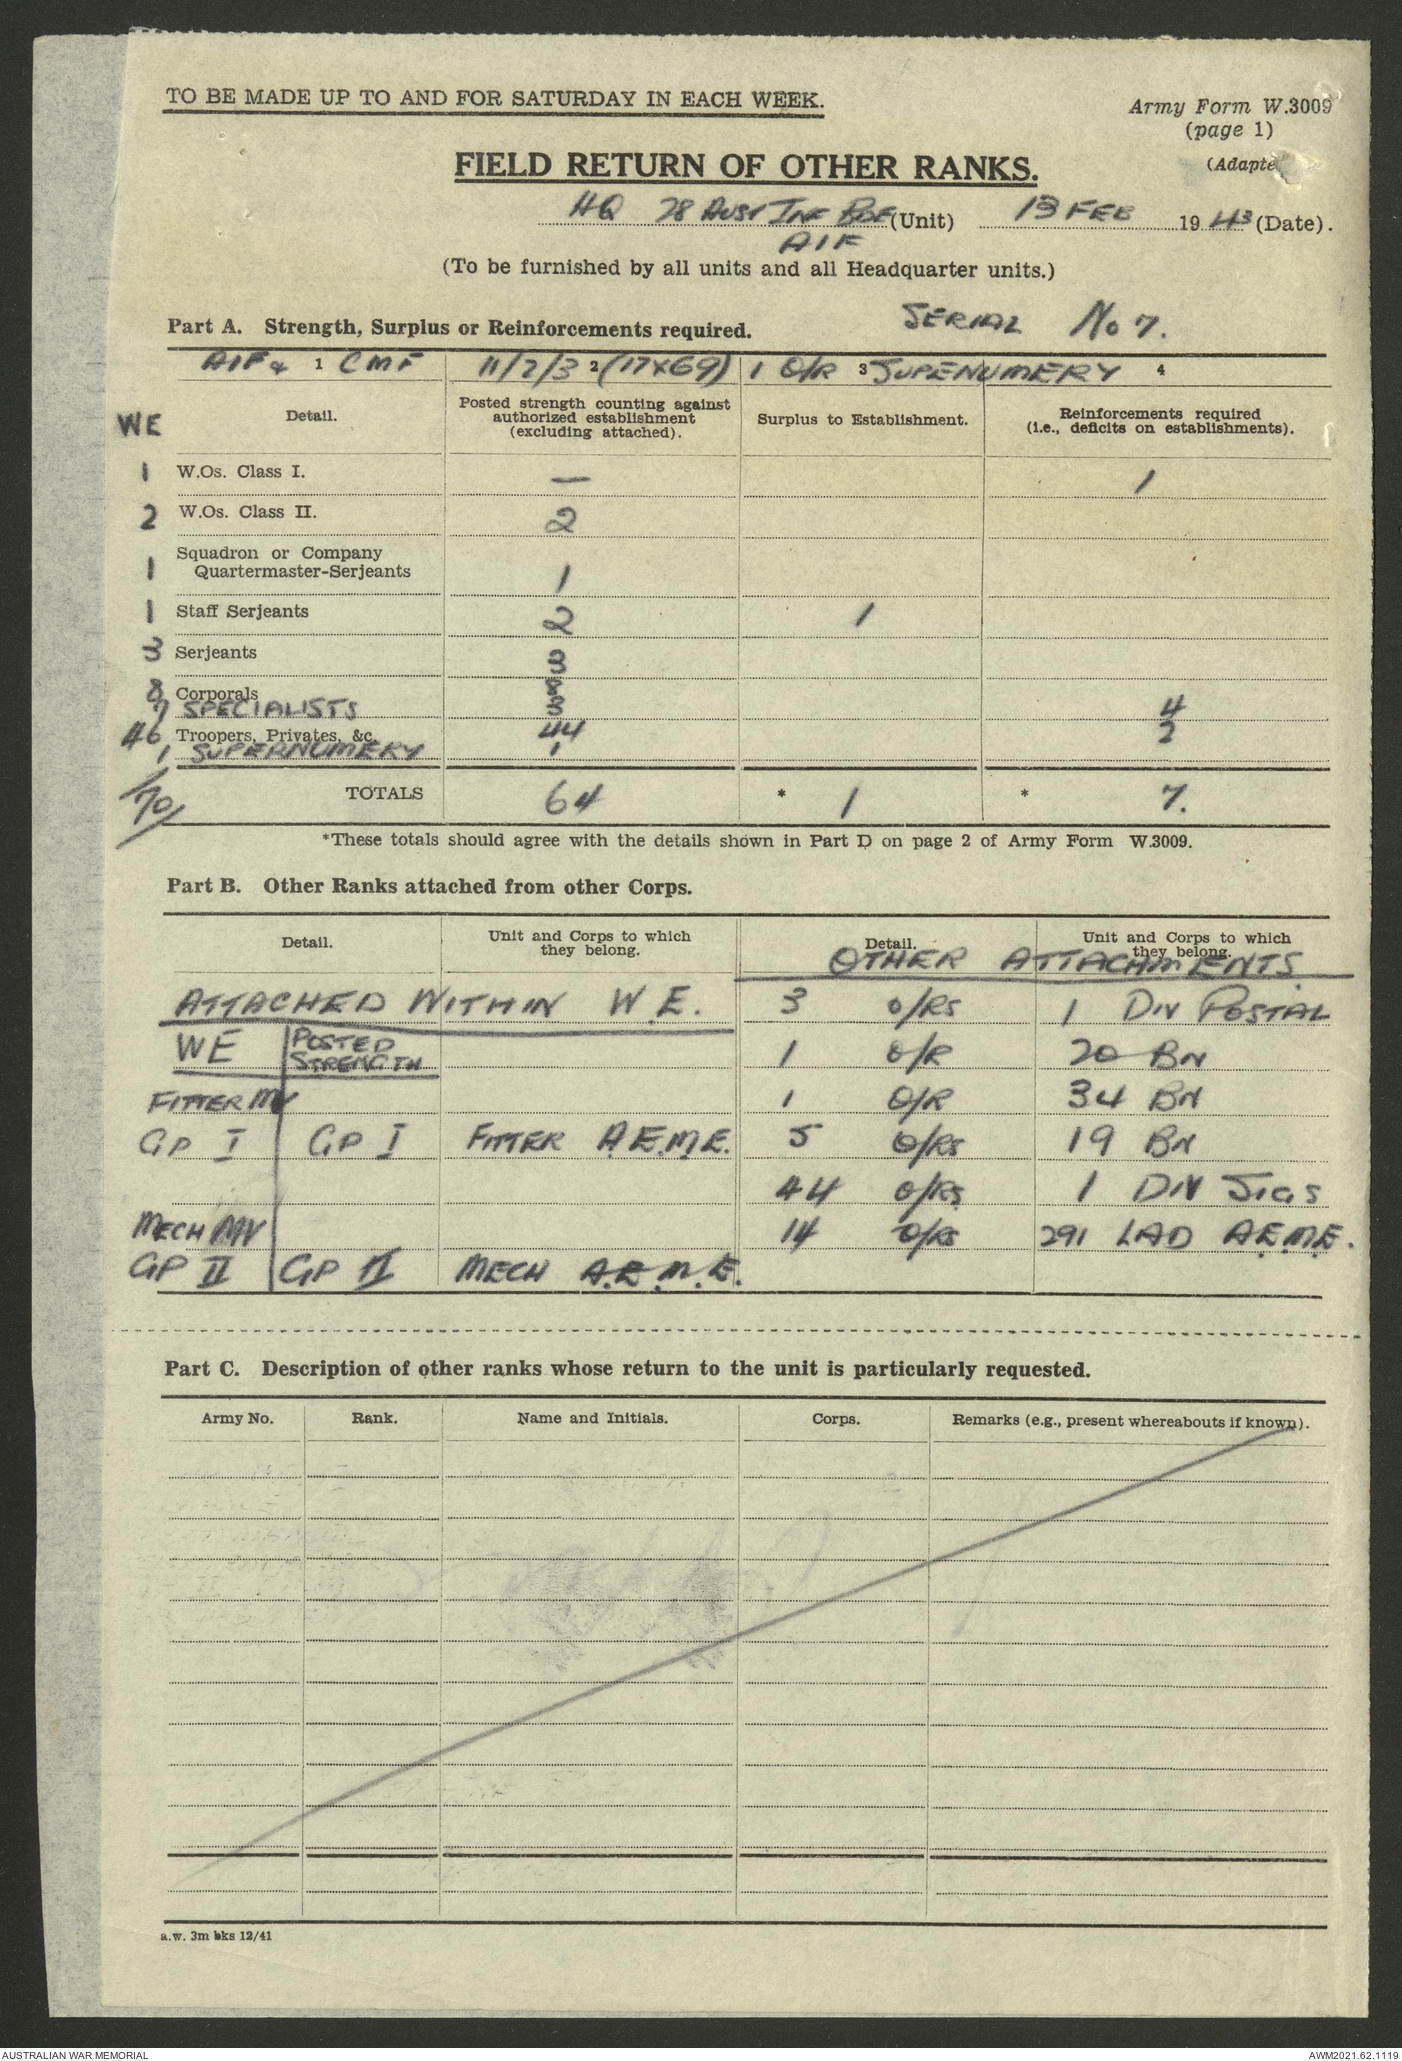 TO BE MADE UP TO AND FOR SATURDAY IN EACH WEEK.
Army Form W.3009
(page 1)
(Adapte
FIELD RETURN OF OTHER RANKS.
HQ 28 AUST INF BDE (Unit) 13 FEB 1943 (Date).
AIF
(To be furnished by all units and all Headquarter units.)
Part A. Strength, Surplus or Reinforcements required. SERIAL No 7.
AIF & 1 CMF 11/2/3 2 (17x69) 1 O/R 3 SUPENUMERY 4
WE Detail. Posted strength counting against authorized establishment (excluding attached). Surplus to Establishment. Reinforcements required (i.e., deficits on establishments).
1 W.Os. Class I. — 1
2 W.Os. Class II. 2
Squadron or Company
1 Quartermaster-Serjeants 1
1 Staff Serjeants 2 1
3 Serjeants 3
8 Corporals 8
7 SPECIALISTS 3 4
46 Troopers, Privates, &c. 44 2
1 SUPERNUMERY 1
70 TOTALS 64 * 1 * 7.
*These totals should agree with the details shown in Part D on page 2 of Army Form W.3009.
Part B. Other Ranks attached from other Corps.
Detail. Unit and Corps to which they belong. Detail. Unit and Corps to which they belong.
OTHER ATTACHMENTS.
ATTACHED WITHIN W.E. 3 O/RS 1 DIV POSTAL
WE POSTED STRENGTH 1 O/R 20 BN
FITTER MV 1 O/R 34 BN
GP I GP I FITTER A.E.M.E. 5 O/RS 19 BN
44 O/RS 1 DIV SIGS
MECH MV 14 O/RS 291 LAD A.E.M.E.
GP II GP II MECH A.E.M.E.
Part C. Description of other ranks whose return to the unit is particularly requested.
Army No. Rank. Name and Initials. Corps. Remarks (e.g., present whereabouts if known).
a.w. 3m bks 12/41
AUSTRALIAN WAR MEMORIAL AWM2021.62.1119